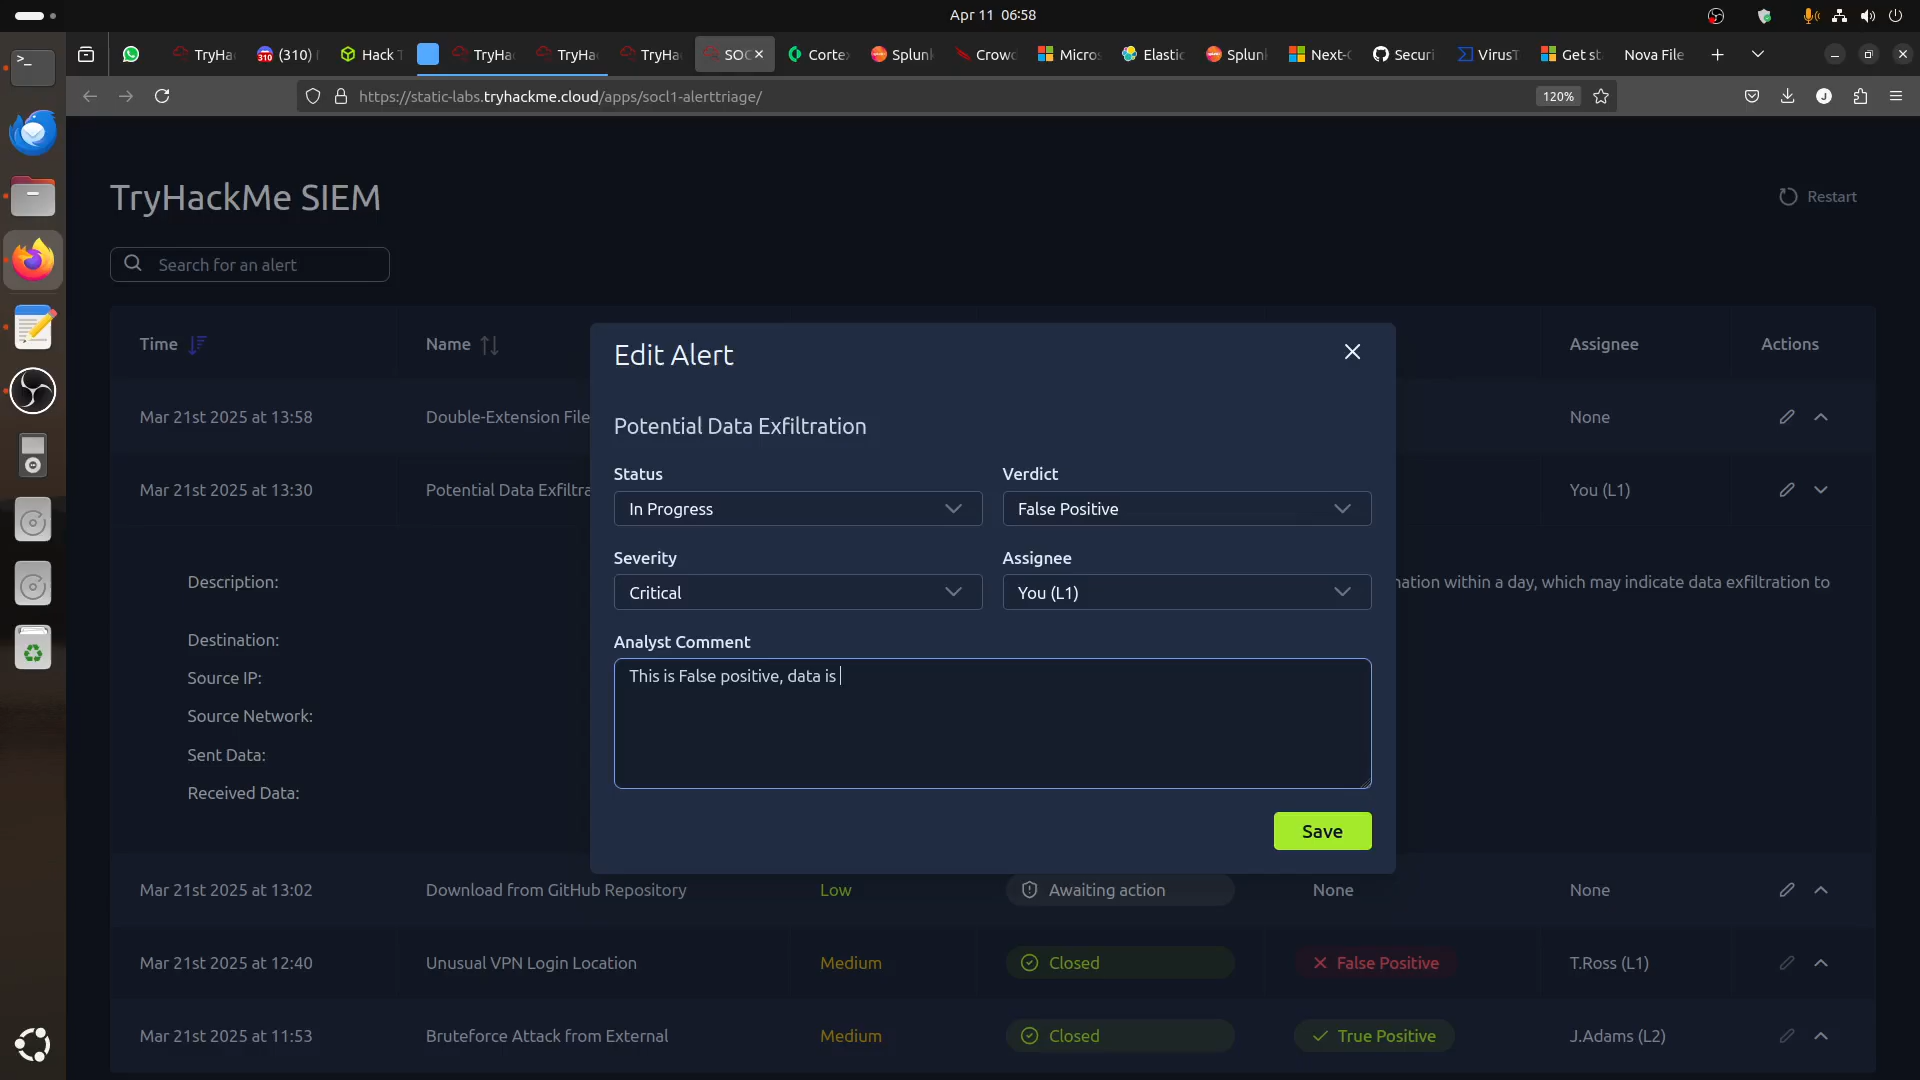 Apr 11 06:58
TryHa
(310)
Hack T
TryHa
TryHa
TryHa
SOC
Cortex
Splunk
Crowd
Micros
Elastic
Splunk
Next-G
Securi
VirusT
Get st
Nova File
https://static-labs.tryhackme.cloud/apps/socl1-alerttriage/
120%
J
TryHackMe SIEM
Restart
Search for an alert
Time
Name
Assignee
Actions
Mar 21st 2025 at 13:58
Double-Extension File
None
Mar 21st 2025 at 13:30
Potential Data Exfiltra
You (L1)
Description:
nation within a day, which may indicate data exfiltration to
Destination:
Source IP:
Source Network:
Sent Data:
Received Data:
Edit Alert
Potential Data Exfiltration
Status
Verdict
In Progress
False Positive
Severity
Assignee
Critical
You (L1)
Analyst Comment
This is False positive, data is
Save
Mar 21st 2025 at 13:02
Download from GitHub Repository
Low
Awaiting action
None
None
Mar 21st 2025 at 12:40
Unusual VPN Login Location
Medium
Closed
False Positive
T.Ross (L1)
Mar 21st 2025 at 11:53
Bruteforce Attack from External
Medium
Closed
True Positive
J.Adams (L2)